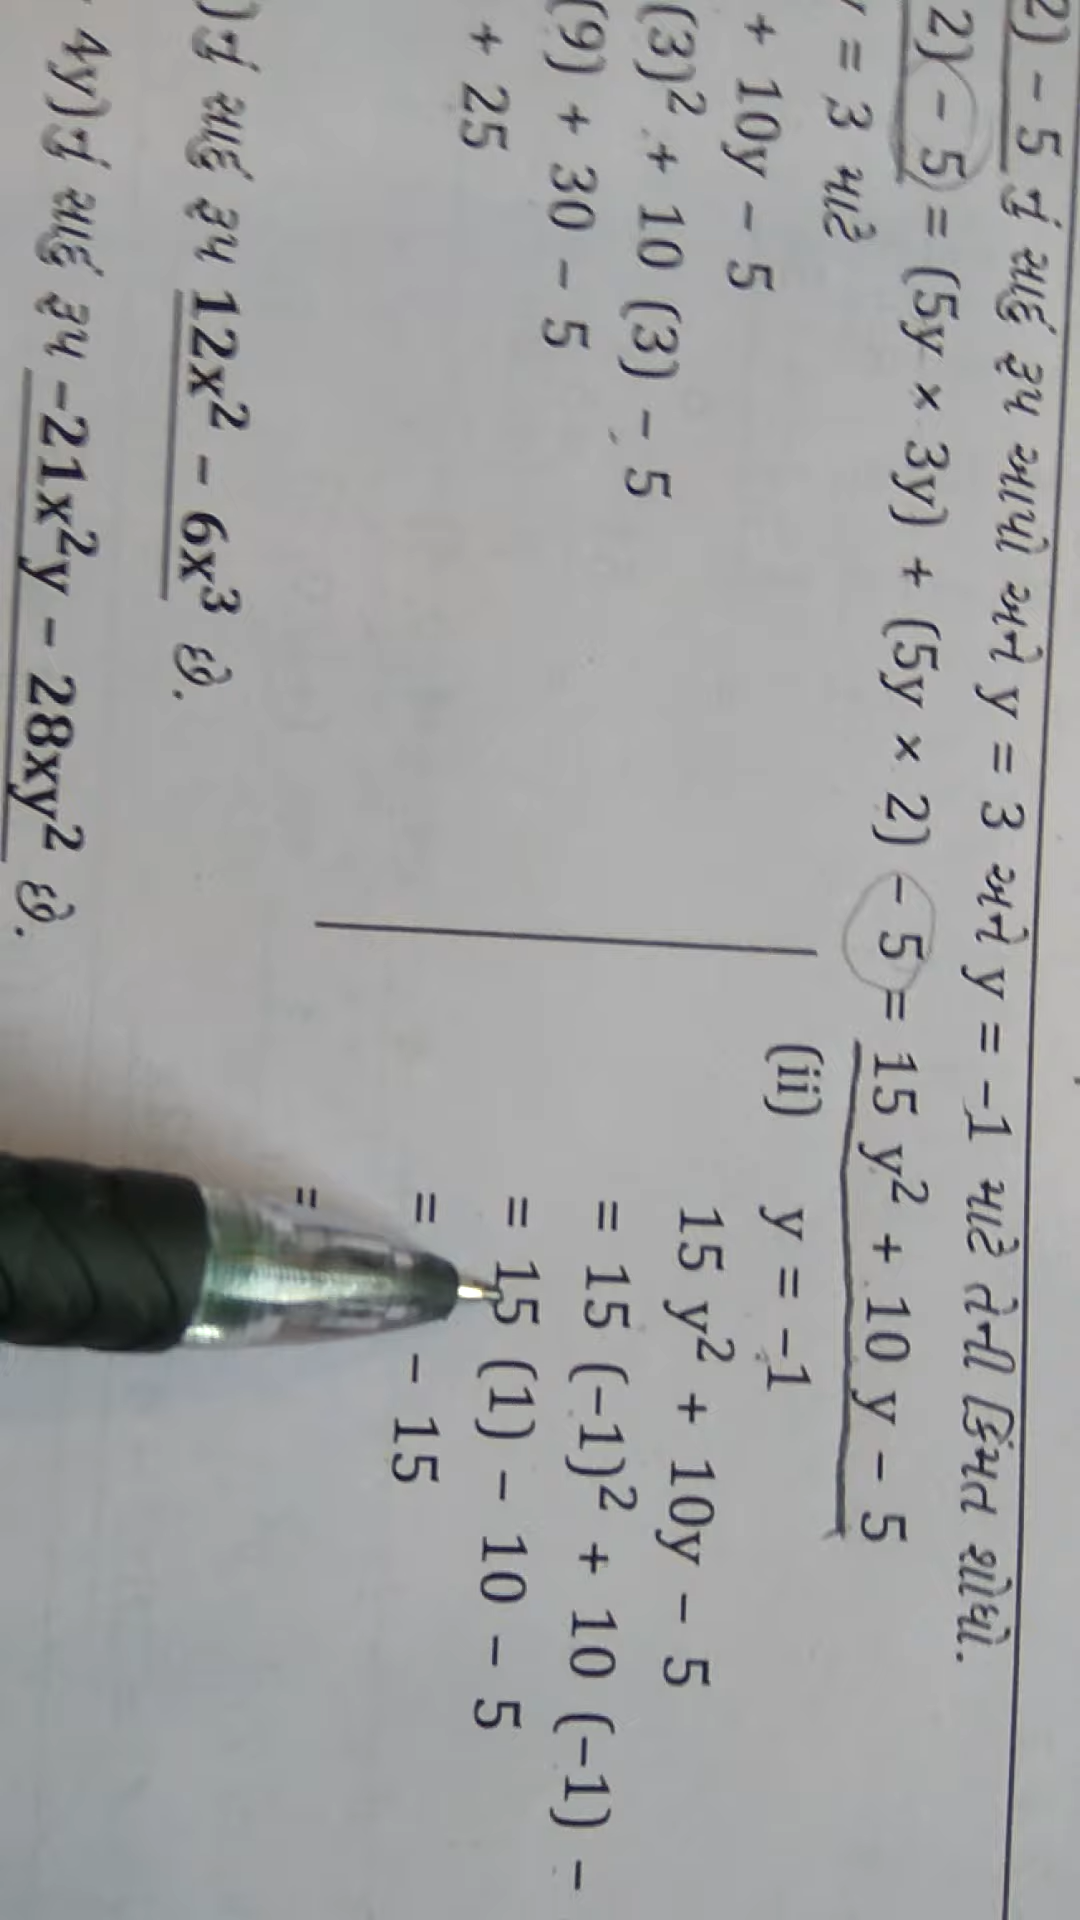 2) – 5 નું સાદું રૂપ આપો અને y = 3 અને y = –1 માટે તેની કિંમત શોધો.
2) – 5 = (5y × 3y) + (5y × 2) – 5 = 15 y² + 10 y – 5
y = 3 માટે
+ 10y – 5
(3)² + 10 (3) – 5
(9) + 30 – 5
+ 25
(ii) y = –1
15 y² + 10y – 5
= 15 (–1)² + 10 (–1) –
= 15 (1) – 10 – 5
= – 15
=
) નું સાદું રૂપ 12x² – 6x³ છે.
4y) નું સાદું રૂપ –21x²y – 28xy² છે.